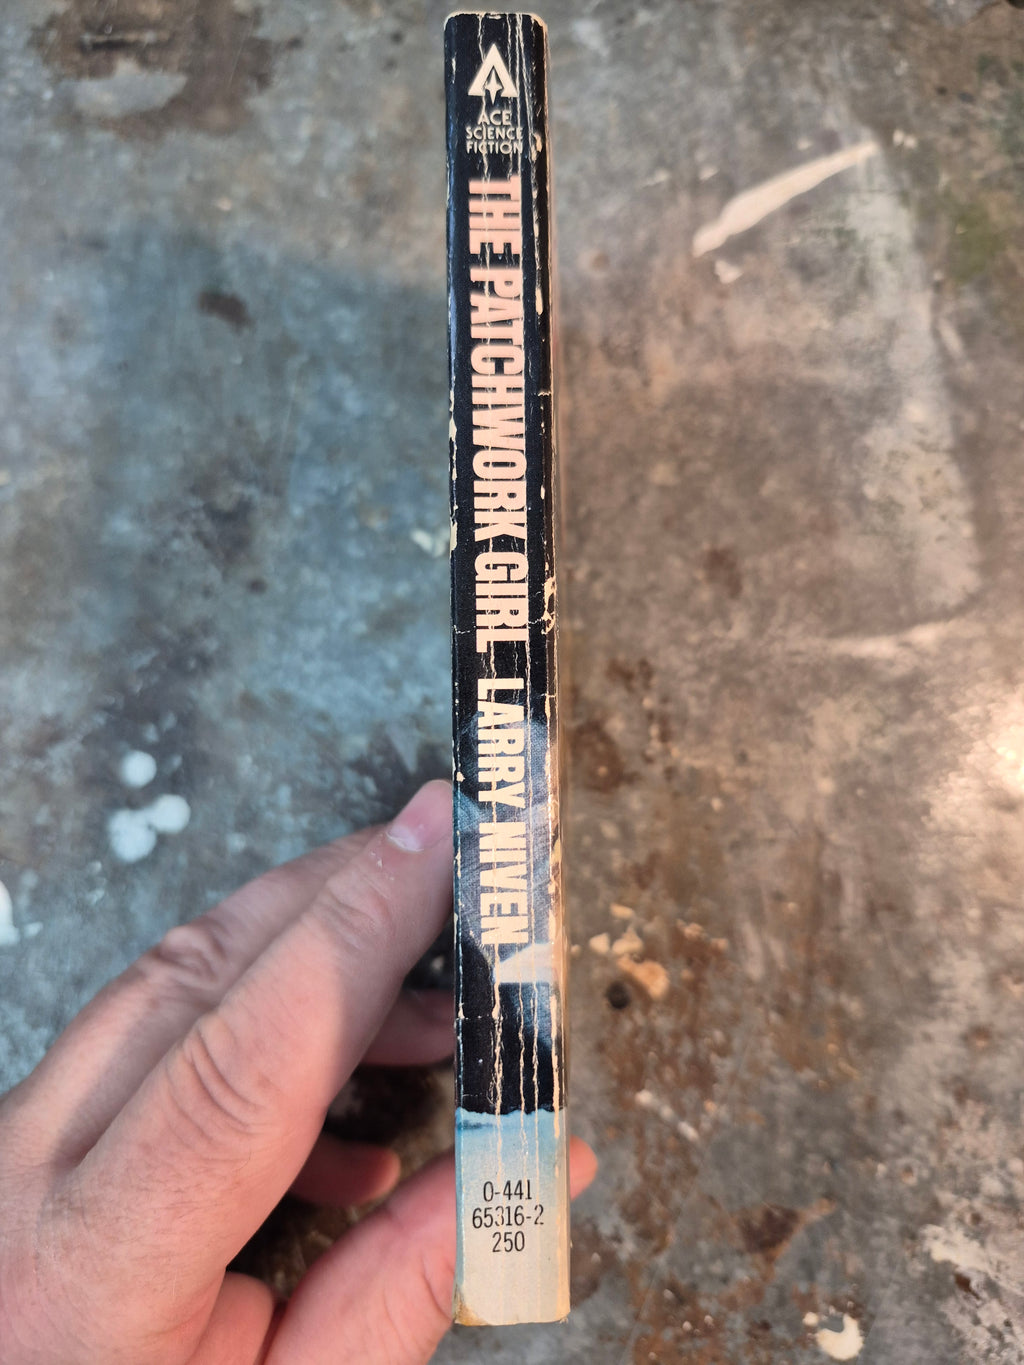 ACE
SCIENCE
FICTION
THE PATCHWORK GIRL LARRY NIVEN
0-441
65316-2
250